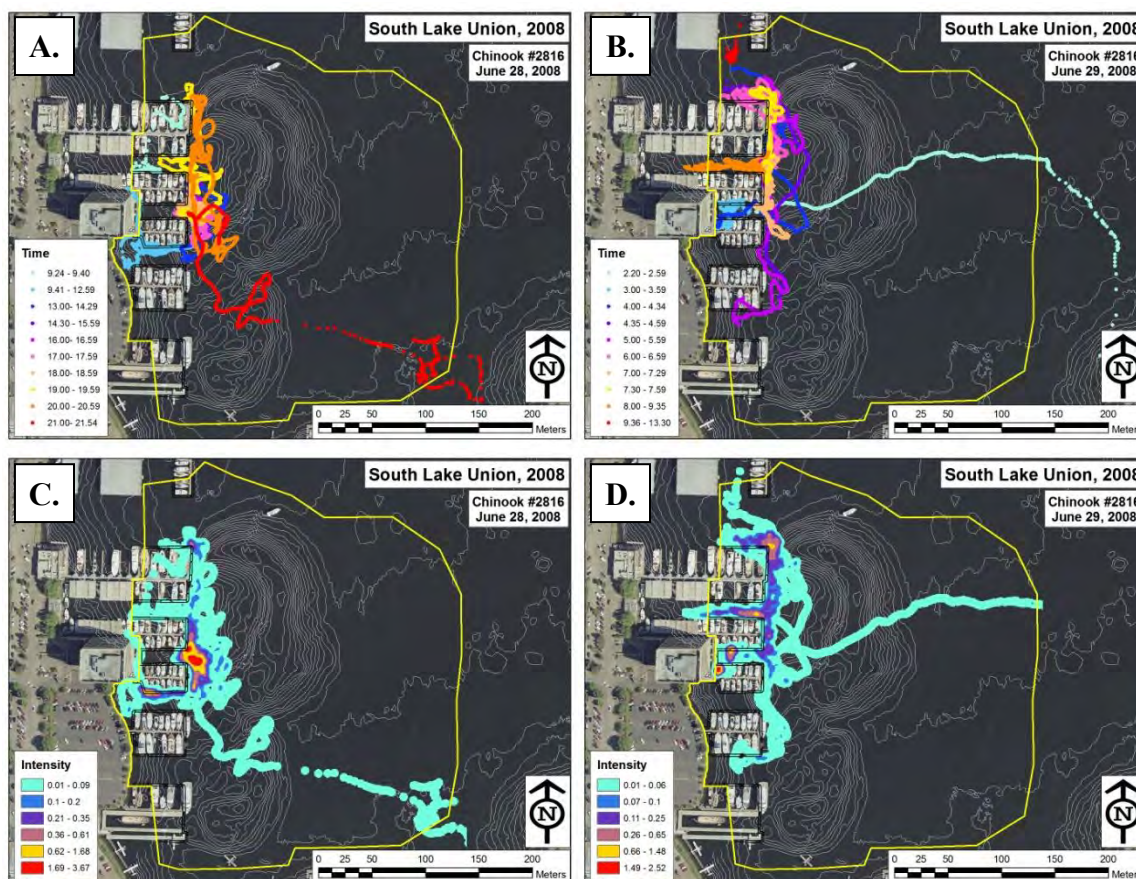 A.
South Lake Union, 2008
Chinook #2816
June 28, 2008
Time
9.24 - 9.40
9.41 - 12.59
13.00 - 14.29
14.30 - 15.59
16.00 - 16.59
17.00 - 17.59
18.00 - 18.59
19.00 - 19.59
20.00 - 20.59
21.00- 21.54
N
0 25 50 100 150 200
Meters
B.
South Lake Union, 2008
Chinook #2816
June 29, 2008
Time
2.20 - 2.59
3.00 - 3.59
4.00 - 4.34
4.35 - 4.59
5.00 - 5.59
6.00 - 6.59
7.00 - 7.29
7.30 - 7.59
8.00 - 9.35
9.36 - 13.30
N
0 25 50 100 150 200
Meters
C.
South Lake Union, 2008
Chinook #2816
June 28, 2008
Intensity
0.01 - 0.09
0.1 - 0.2
0.21 - 0.35
0.36 - 0.61
0.62 - 1.68
1.69 - 3.67
N
0 25 50 100 150 200
Meters
D.
South Lake Union, 2008
Chinook #2816
June 29, 2008
Intensity
0.01 - 0.06
0.07 - 0.1
0.11 - 0.25
0.26 - 0.65
0.66 - 1.48
1.49 - 2.52
N
0 25 50 100 150 200
Meters